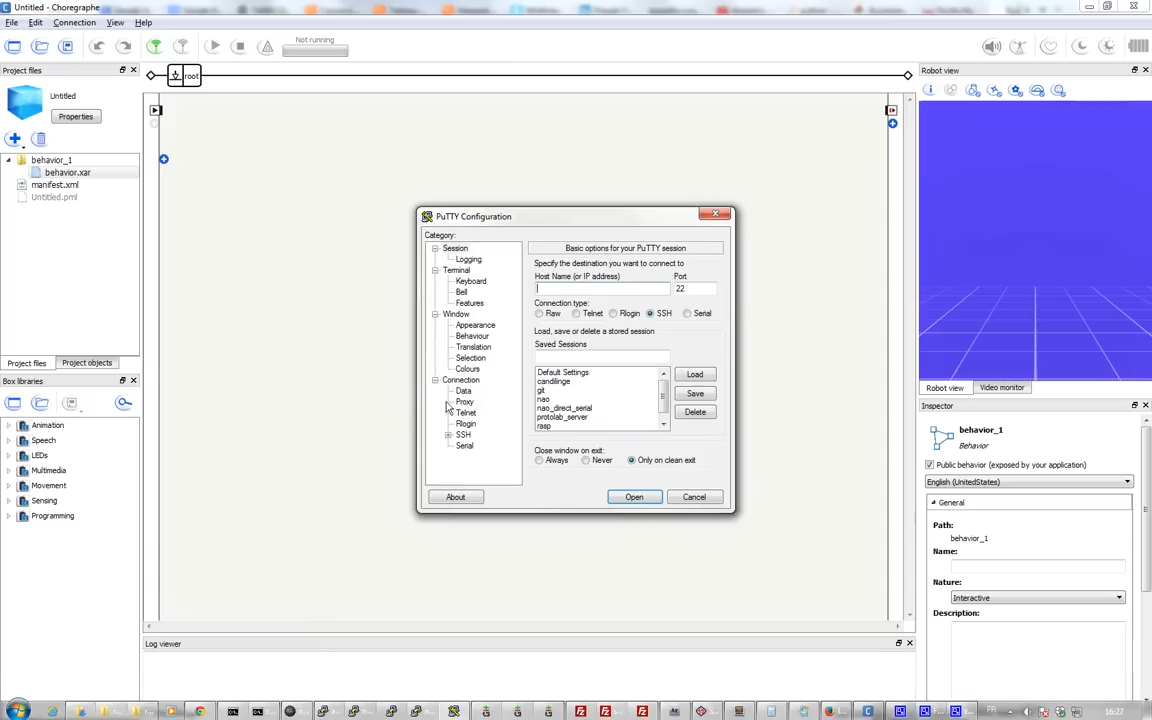 Untitled - Choregraphe
File Edit Connection View Help
Not running
Project files
root
Robot view
Untitled
Properties
behavior_1
behavior.xar
manifest.xml
Untitled.pml
Project files Project objects
Box libraries
Animation
Speech
LEDs
Multimedia
Movement
Sensing
Programming
PuTTY Configuration
Category:
Session
Logging
Terminal
Keyboard
Bell
Features
Window
Appearance
Behaviour
Translation
Selection
Colours
Connection
Data
Proxy
Telnet
Rlogin
SSH
Serial
Basic options for your PuTTY session
Specify the destination you want to connect to
Host Name (or IP address) Port
22
Connection type:
Raw Telnet Rlogin SSH Serial
Load, save or delete a stored session
Saved Sessions
Default Settings
candilinge
git
nao
nao_direct_serial
protolab_server
rasp
Load
Save
Delete
Close window on exit:
Always Never Only on clean exit
About Open Cancel
Log viewer
Robot view Video monitor
Inspector
behavior_1
Behavior
Public behavior (exposed by your application)
English (UnitedStates)
General
Path:
behavior_1
Name:
Nature:
Interactive
Description:
FR
16:27